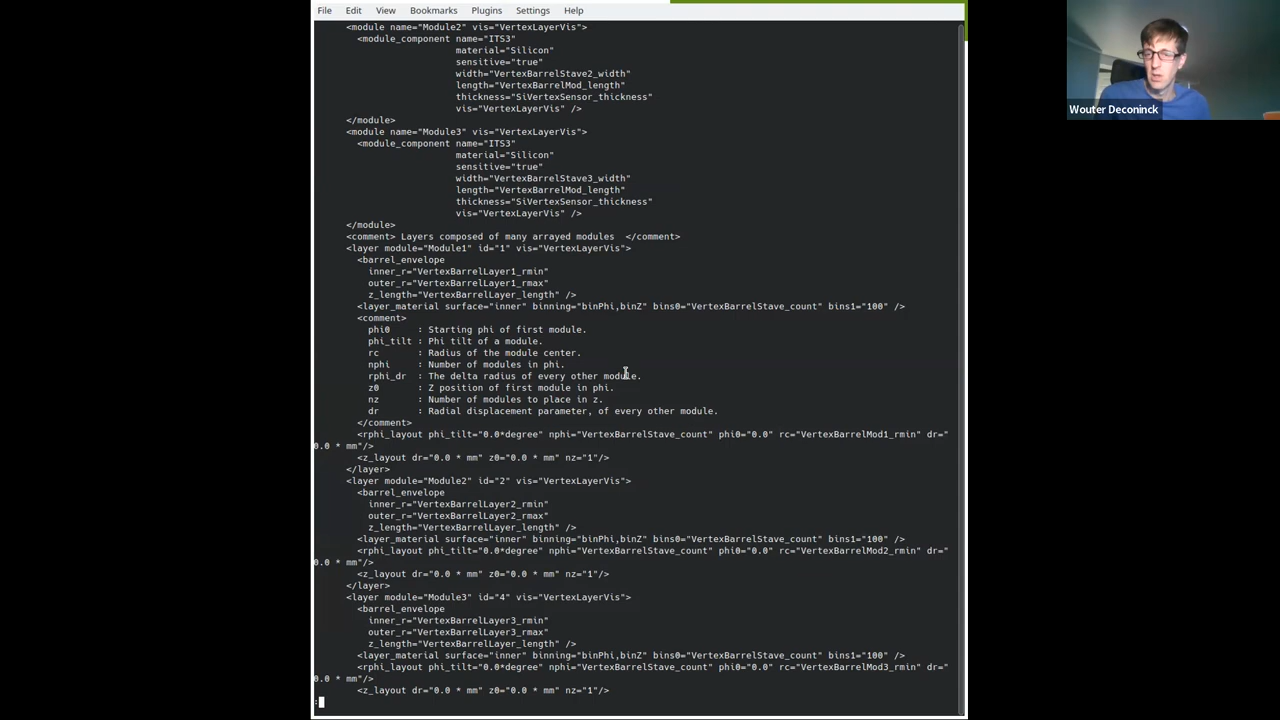 File Edit View Bookmarks Plugins Settings Help
<module name="Module2" vis="VertexLayerVis">
<module_component name="ITS3"
material="Silicon"
sensitive="true"
width="VertexBarrelStave2_width"
length="VertexBarrelMod_length"
thickness="SiVertexSensor_thickness"
vis="VertexLayerVis" />
</module>
<module name="Module3" vis="VertexLayerVis">
<module_component name="ITS3"
material="Silicon"
sensitive="true"
width="VertexBarrelStave3_width"
length="VertexBarrelMod_length"
thickness="SiVertexSensor_thickness"
vis="VertexLayerVis" />
</module>
<comment> Layers composed of many arrayed modules  </comment>
<layer module="Module1" id="1" vis="VertexLayerVis">
<barrel_envelope
inner_r="VertexBarrelLayer1_rmin"
outer_r="VertexBarrelLayer1_rmax"
z_length="VertexBarrelLayer_length" />
<layer_material surface="inner" binning="binPhi,binZ" bins0="VertexBarrelStave_count" bins1="100" />
<comment>
phi0     : Starting phi of first module.
phi_tilt : Phi tilt of a module.
rc       : Radius of the module center.
nphi     : Number of modules in phi.
rphi_dr  : The delta radius of every other module.
z0       : Z position of first module in phi.
nz       : Number of modules to place in z.
dr       : Radial displacement parameter, of every other module.
</comment>
<rphi_layout phi_tilt="0.0*degree" nphi="VertexBarrelStave_count" phi0="0.0" rc="VertexBarrelMod1_rmin" dr="
0.0 * mm"/>
<z_layout dr="0.0 * mm" z0="0.0 * mm" nz="1"/>
</layer>
<layer module="Module2" id="2" vis="VertexLayerVis">
<barrel_envelope
inner_r="VertexBarrelLayer2_rmin"
outer_r="VertexBarrelLayer2_rmax"
z_length="VertexBarrelLayer_length" />
<layer_material surface="inner" binning="binPhi,binZ" bins0="VertexBarrelStave_count" bins1="100" />
<rphi_layout phi_tilt="0.0*degree" nphi="VertexBarrelStave_count" phi0="0.0" rc="VertexBarrelMod2_rmin" dr="
0.0 * mm"/>
<z_layout dr="0.0 * mm" z0="0.0 * mm" nz="1"/>
</layer>
<layer module="Module3" id="4" vis="VertexLayerVis">
<barrel_envelope
inner_r="VertexBarrelLayer3_rmin"
outer_r="VertexBarrelLayer3_rmax"
z_length="VertexBarrelLayer_length" />
<layer_material surface="inner" binning="binPhi,binZ" bins0="VertexBarrelStave_count" bins1="100" />
<rphi_layout phi_tilt="0.0*degree" nphi="VertexBarrelStave_count" phi0="0.0" rc="VertexBarrelMod3_rmin" dr="
0.0 * mm"/>
<z_layout dr="0.0 * mm" z0="0.0 * mm" nz="1"/>
:
Wouter Deconinck